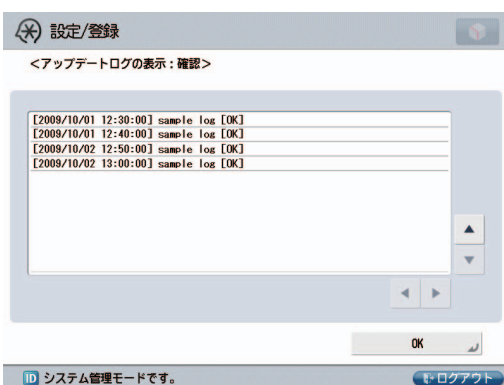 設定/登録
<アップデートログの表示：確認>
[2009/10/01 12:30:00] sample log [OK]
[2009/10/01 12:40:00] sample log [OK]
[2009/10/02 12:50:00] sample log [OK]
[2009/10/02 13:00:00] sample log [OK]
OK
ID システム管理モードです。
ログアウト